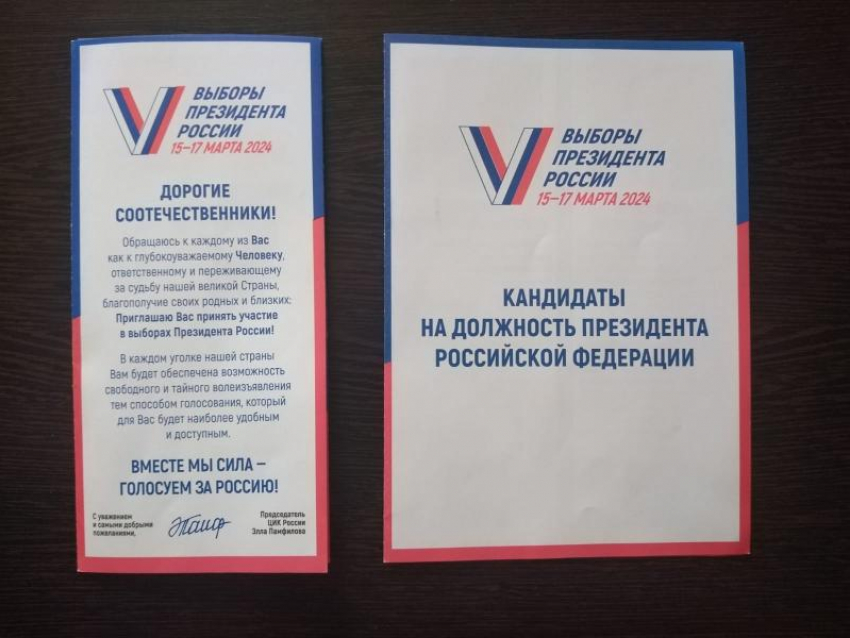 ВЫБОРЫ
ПРЕЗИДЕНТА
РОССИИ
15–17 МАРТА 2024
ДОРОГИЕ
СООТЕЧЕСТВЕННИКИ!
Обращаюсь к каждому из Вас
как к глубокоуважаемому Человеку,
ответственному и переживающему
за судьбу нашей великой Страны,
благополучие своих родных и близких:
Приглашаю Вас принять участие
в выборах Президента России!
В каждом уголке нашей страны
Вам будет обеспечена возможность
свободного и тайного волеизъявления
тем способом голосования, который
для Вас будет наиболее удобным
и доступным.
ВМЕСТЕ МЫ СИЛА –
ГОЛОСУЕМ ЗА РОССИЮ!
С уважением
и самыми добрыми
пожеланиями,
Председатель
ЦИК России
Элла Памфилова
ВЫБОРЫ
ПРЕЗИДЕНТА
РОССИИ
15–17 МАРТА 2024
КАНДИДАТЫ
НА ДОЛЖНОСТЬ ПРЕЗИДЕНТА
РОССИЙСКОЙ ФЕДЕРАЦИИ